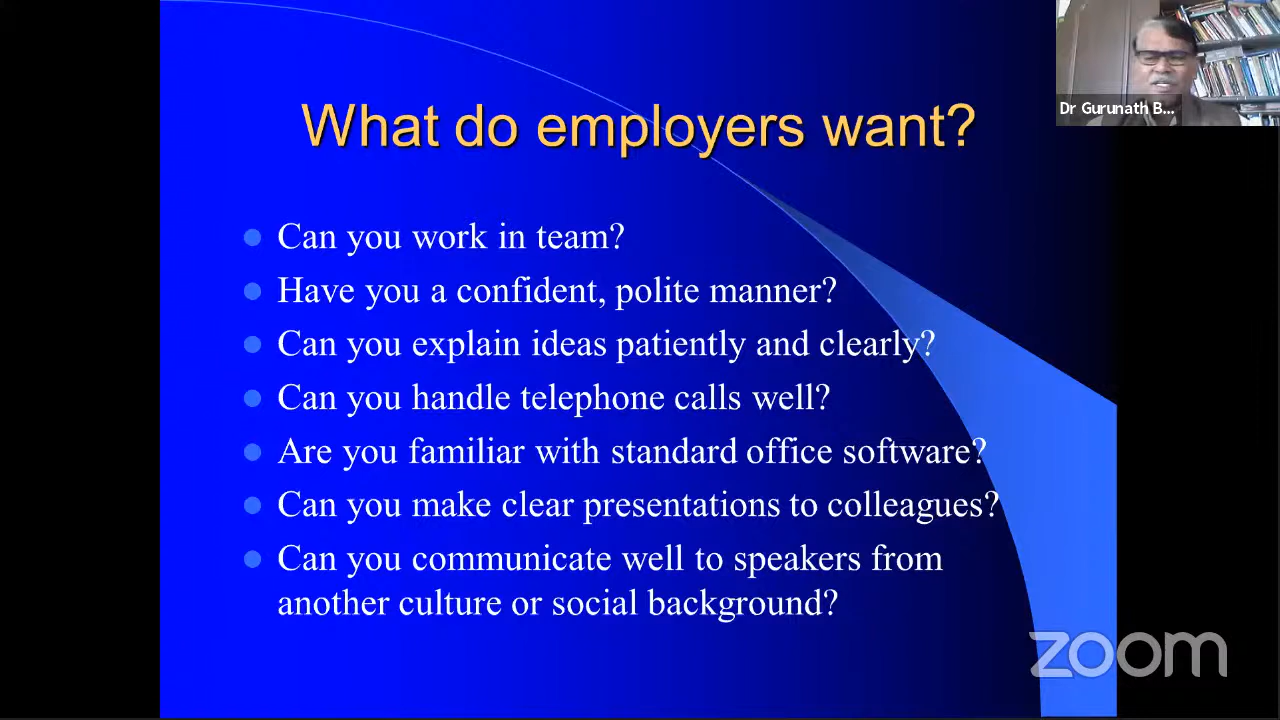 Dr Gurunath B...
What do employers want?
Can you work in team?
Have you a confident, polite manner?
Can you explain ideas patiently and clearly?
Can you handle telephone calls well?
Are you familiar with standard office software?
Can you make clear presentations to colleagues?
Can you communicate well to speakers from
another culture or social background?
zoom